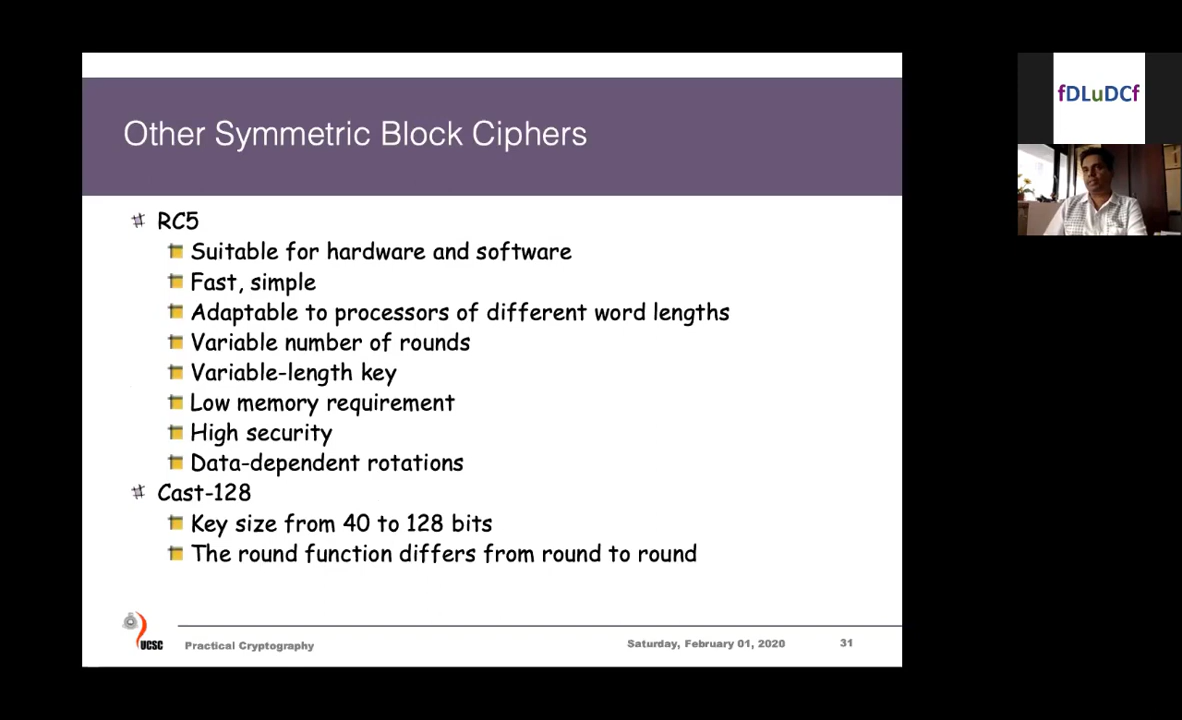 Other Symmetric Block Ciphers
RC5
Suitable for hardware and software
Fast, simple
Adaptable to processors of different word lengths
Variable number of rounds
Variable-length key
Low memory requirement
High security
Data-dependent rotations
Cast-128
Key size from 40 to 128 bits
The round function differs from round to round
UCSC
Practical Cryptography
Saturday, February 01, 2020
31
fDLuDCf